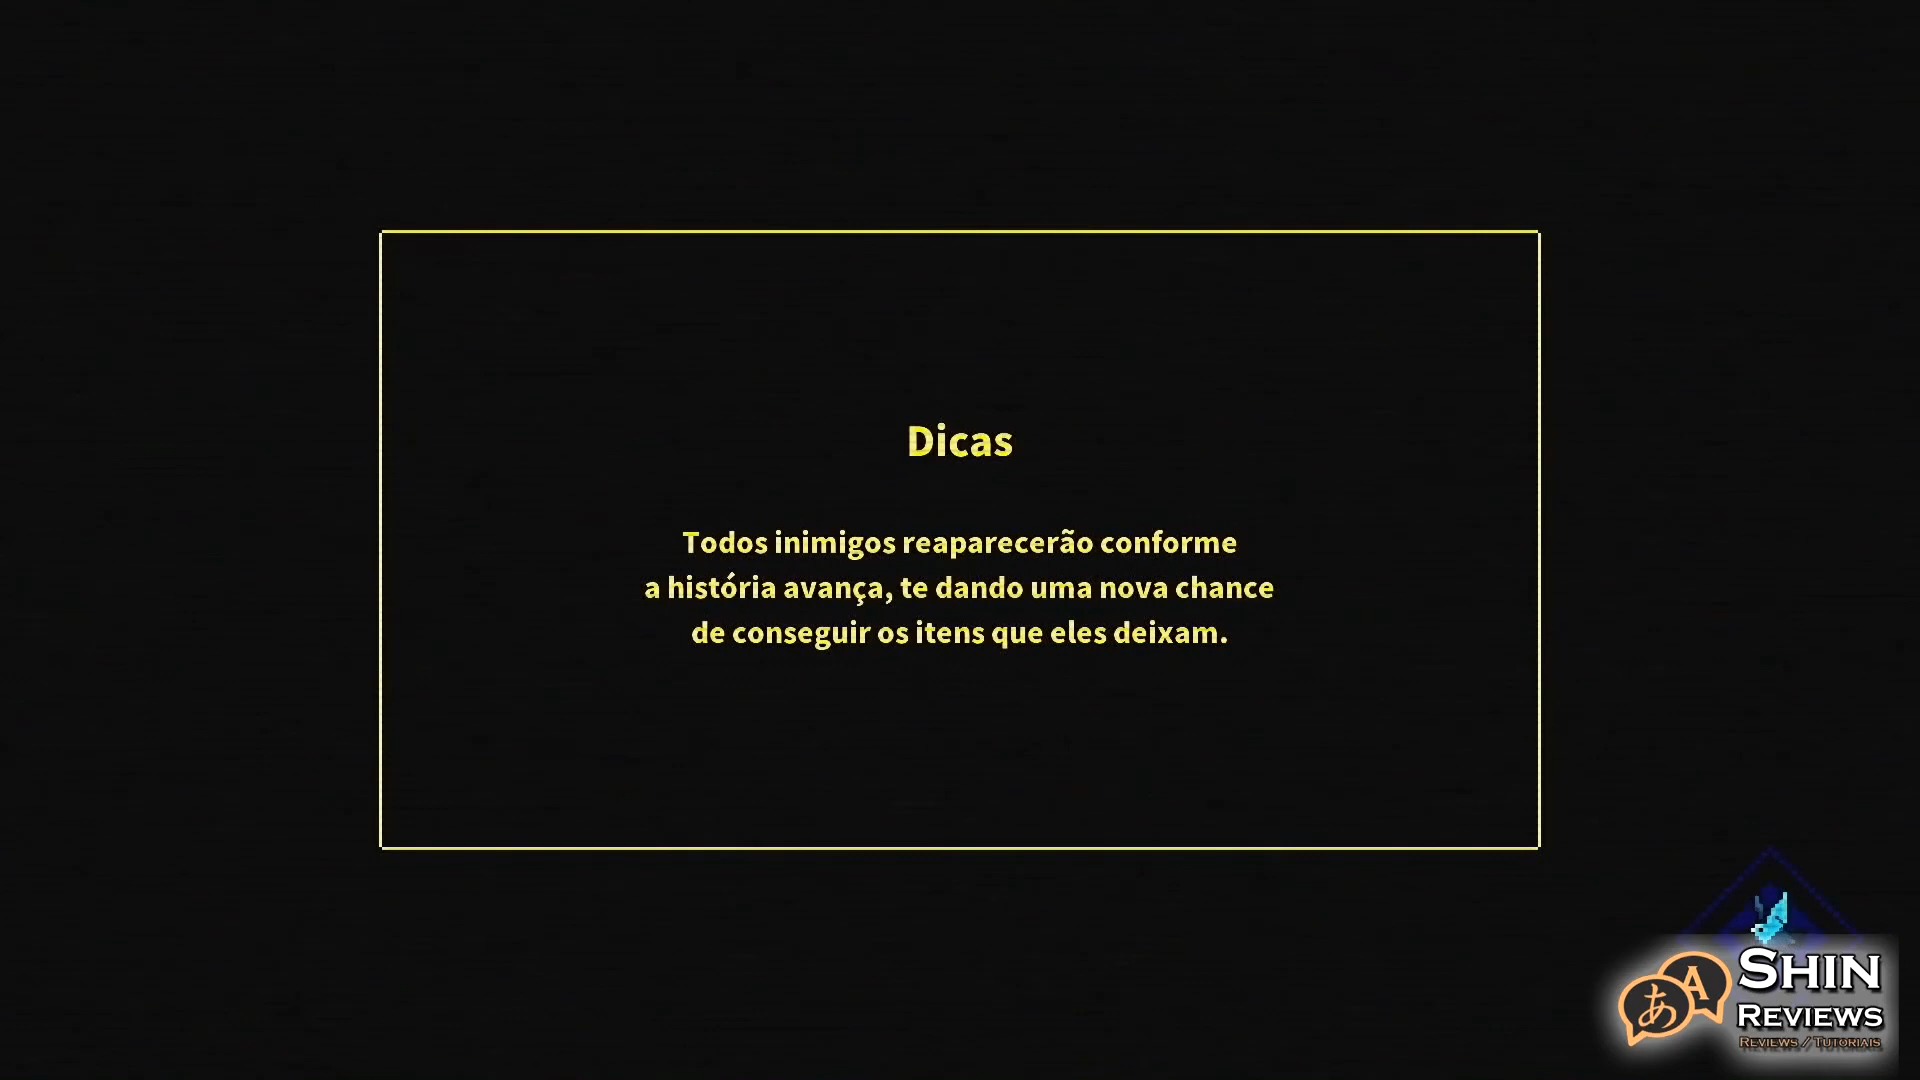 Dicas
Todos inimigos reaparecerão conforme
a história avança, te dando uma nova chance
de conseguir os itens que eles deixam.
あ A
SHIN
REVIEWS
REVIEWS / TUTORIAIS